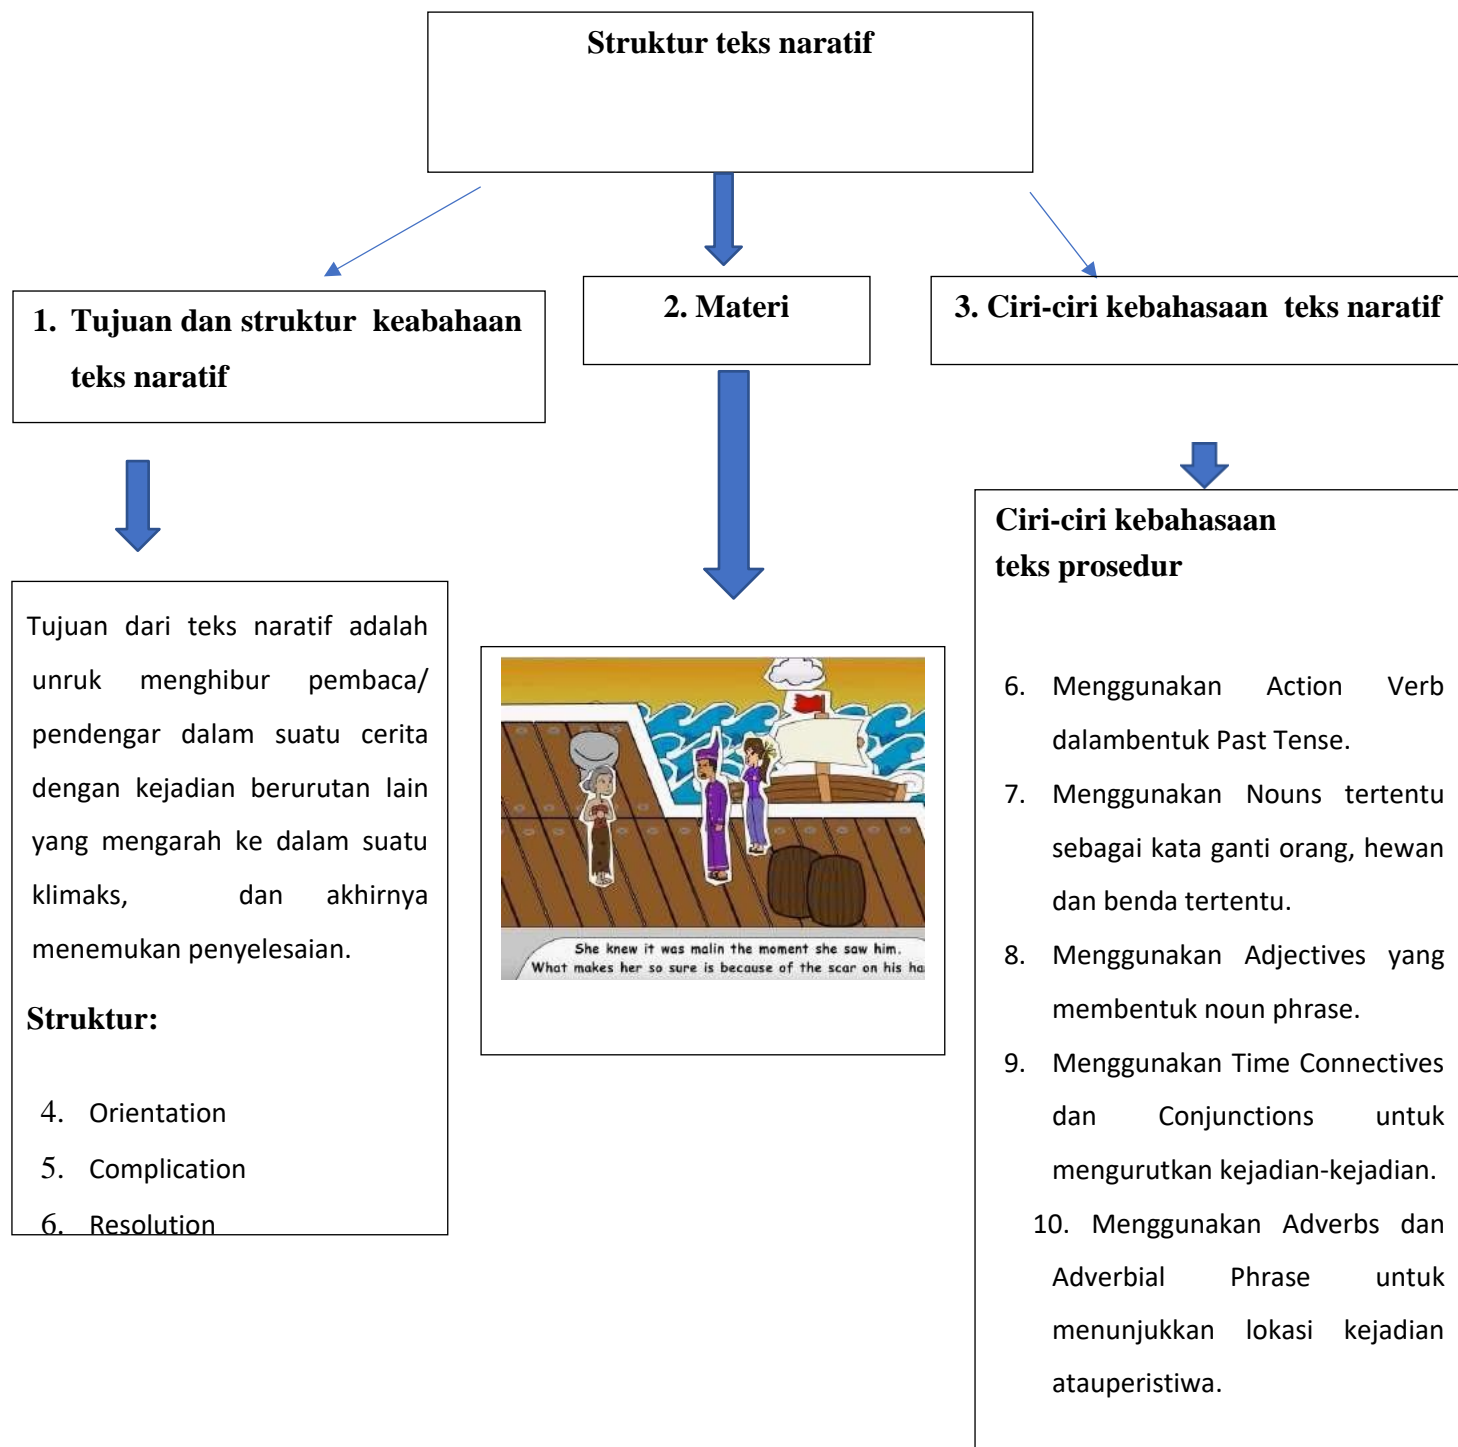 Struktur teks naratif
1. Tujuan dan struktur keabahaan
teks naratif
2. Materi
3. Ciri-ciri kebahasaan teks naratif
Tujuan dari teks naratif adalah
unruk menghibur pembaca/
pendengar dalam suatu cerita
dengan kejadian berurutan lain
yang mengarah ke dalam suatu
klimaks, dan akhirnya
menemukan penyelesaian.
Struktur:
4. Orientation
5. Complication
6. Resolution
She knew it was malin the moment she saw him.
What makes her so sure is because of the scar on his ha
Ciri-ciri kebahasaan
teks prosedur
6. Menggunakan Action Verb
dalambentuk Past Tense.
7. Menggunakan Nouns tertentu
sebagai kata ganti orang, hewan
dan benda tertentu.
8. Menggunakan Adjectives yang
membentuk noun phrase.
9. Menggunakan Time Connectives
dan Conjunctions untuk
mengurutkan kejadian-kejadian.
10. Menggunakan Adverbs dan
Adverbial Phrase untuk
menunjukkan lokasi kejadian
atauperistiwa.